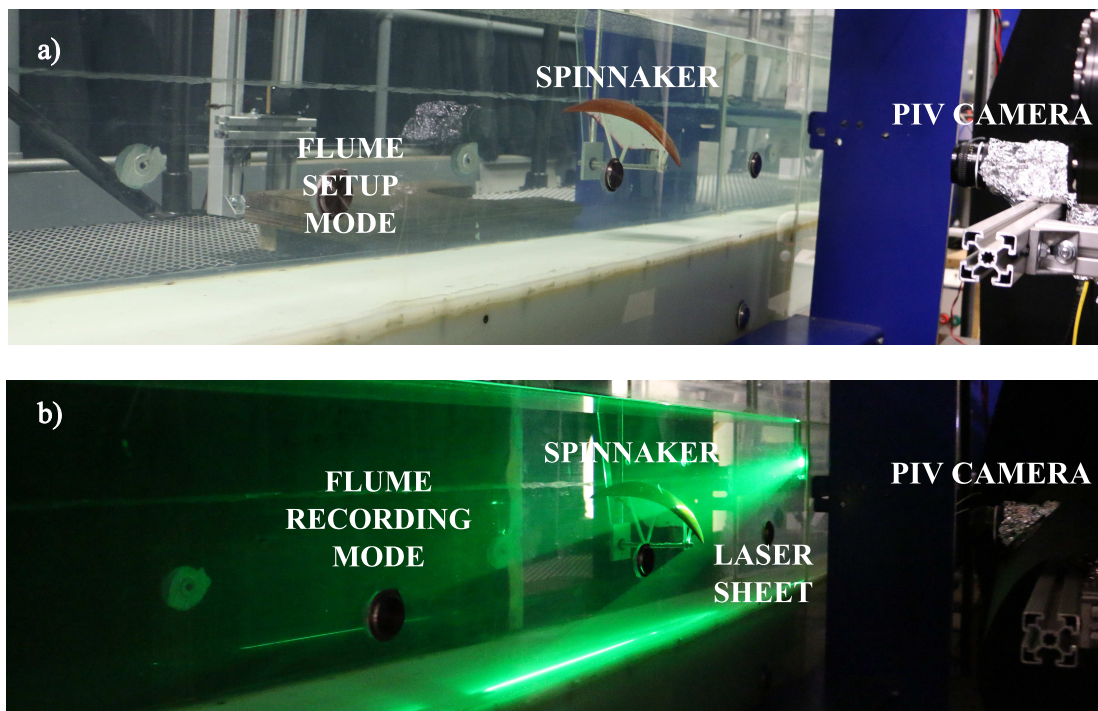 a)
SPINNAKER
PIV CAMERA
FLUME
SETUP
MODE
b)
SPINNAKER
PIV CAMERA
FLUME
RECORDING
MODE
LASER
SHEET